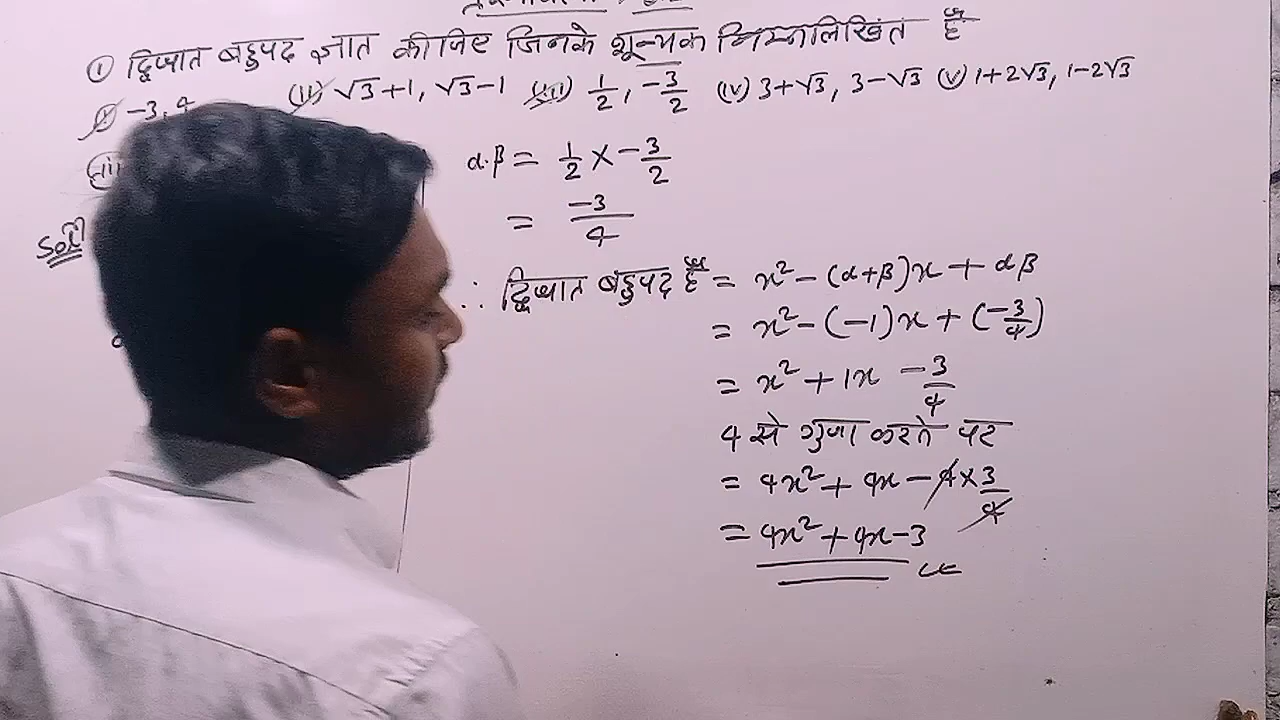 ① द्विघात बहुपद ज्ञात कीजिए जिनके शून्यक निम्नलिखित हैं
(i) -3, 4 (ii) √3+1, √3-1 (iii) 1/2, -3/2 (iv) 3+√3, 3-√3 (v) 1+2√3, 1-2√3
(iii)
Sol
α.β = 1/2 × -3/2
= -3/4
∴ द्विघात बहुपद हैं = x² - (α+β)x + αβ
= x² - (-1)x + (-3/4)
= x² + 1x - 3/4
4 से गुणा करते पर
= 4x² + 4x - 4 × 3/4
= 4x² + 4x - 3